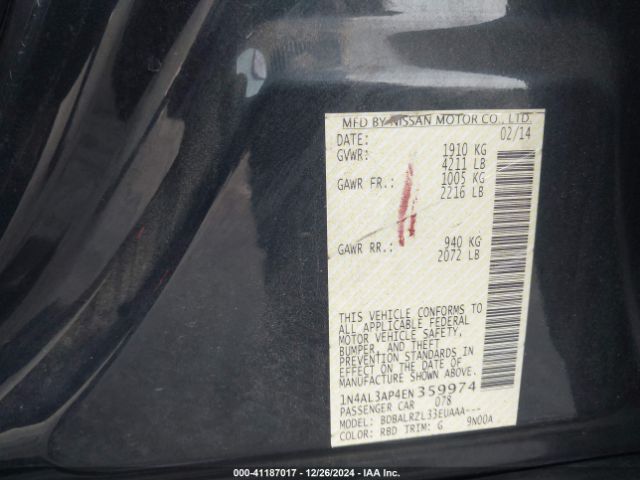 MFD BY NISSAN MOTOR CO., LTD.
DATE: 02/14
GVWR: 1910 KG
4211 LB
GAWR FR.: 1005 KG
2216 LB
GAWR RR.: 940 KG
2072 LB
THIS VEHICLE CONFORMS TO
ALL APPLICABLE FEDERAL
MOTOR VEHICLE SAFETY,
BUMPER, AND THEFT
PREVENTION STANDARDS IN
EFFECT ON THE DATE OF
MANUFACTURE SHOWN ABOVE.
1N4AL3AP4EN359974
PASSENGER CAR 078
MODEL: BDBALRZL33EUAAA---
COLOR: RBD TRIM: G 9N00A
000-41187017 - 12/26/2024 - IAA Inc.